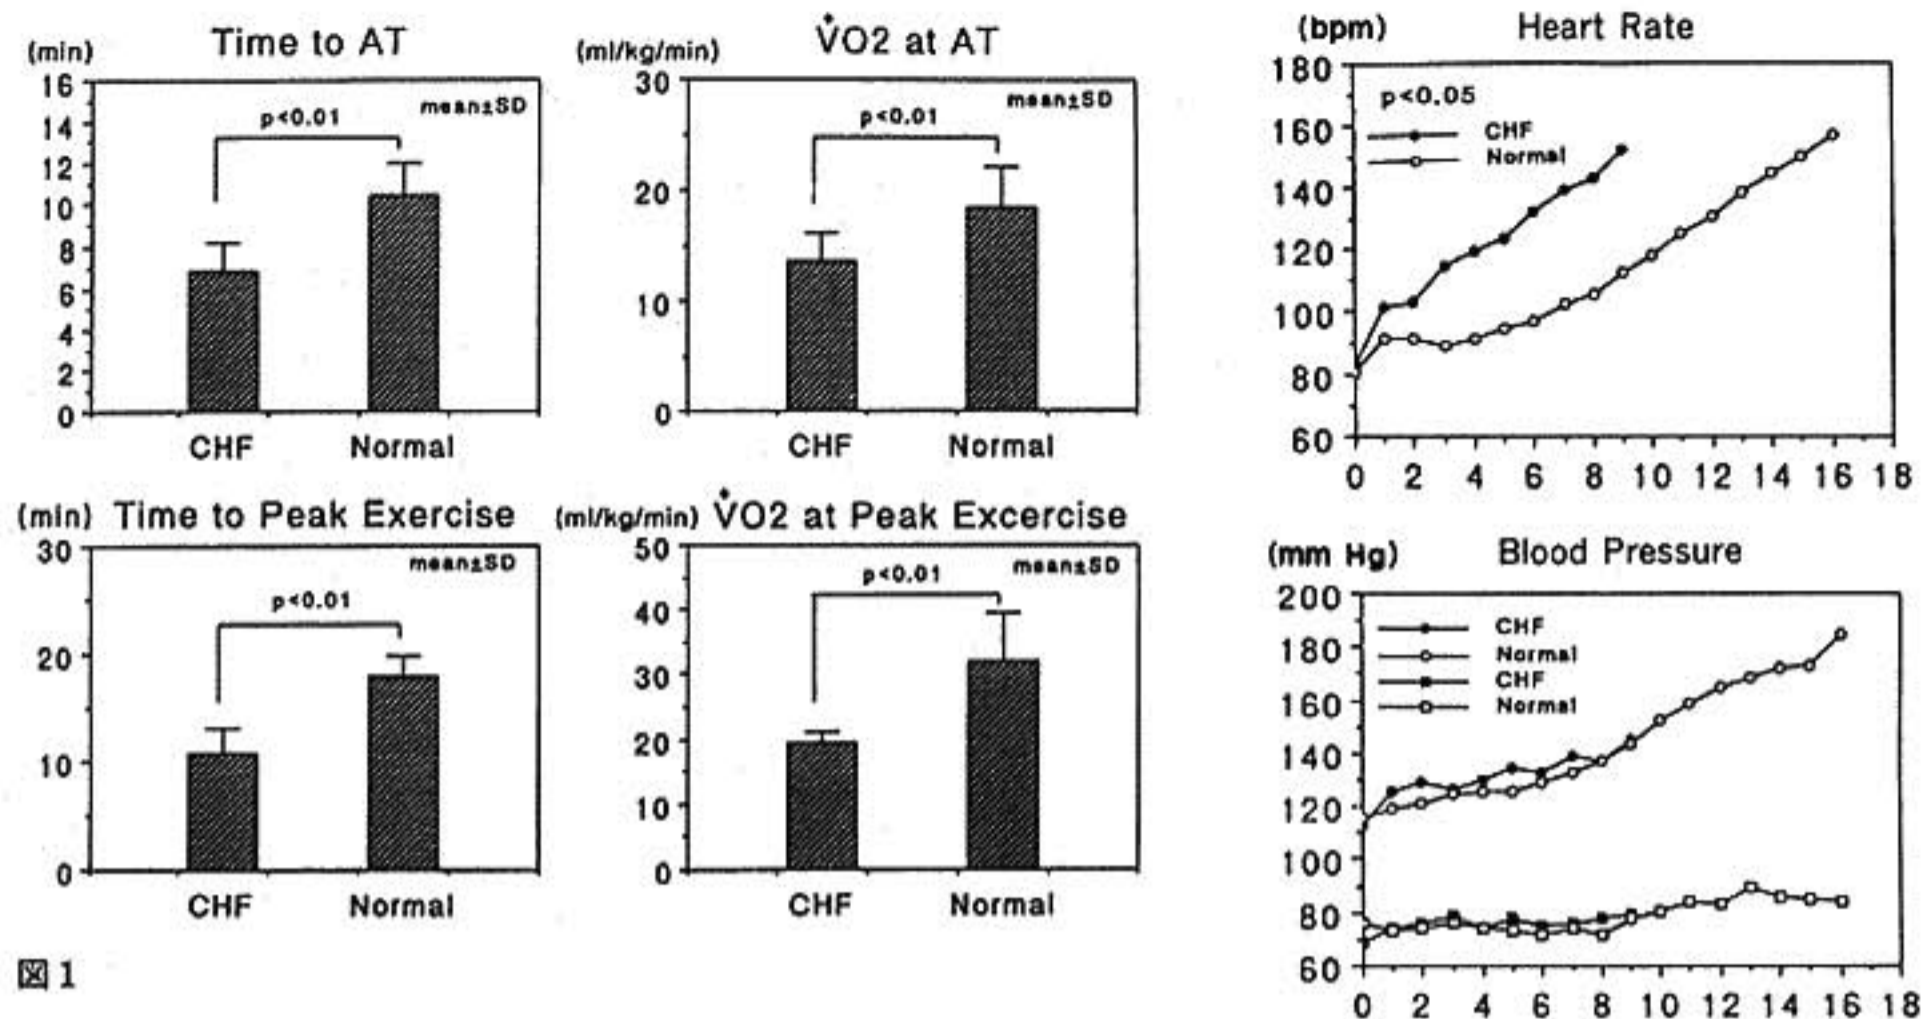 (min) Time to AT
16
14
12
10
8
6
4
2
0
mean±SD
p<0.01
CHF Normal
(ml/kg/min) V̇O2 at AT
30
20
10
0
mean±SD
p<0.01
CHF Normal
(min) Time to Peak Exercise
30
20
10
0
mean±SD
p<0.01
CHF Normal
(ml/kg/min) V̇O2 at Peak Excercise
50
40
30
20
10
0
mean±SD
p<0.01
CHF Normal
(bpm) Heart Rate
180
160
140
120
100
80
60
p<0.05
CHF
Normal
0 2 4 6 8 10 12 14 16 18
(mm Hg) Blood Pressure
200
180
160
140
120
100
80
60
CHF
Normal
CHF
Normal
0 2 4 6 8 10 12 14 16 18
図1